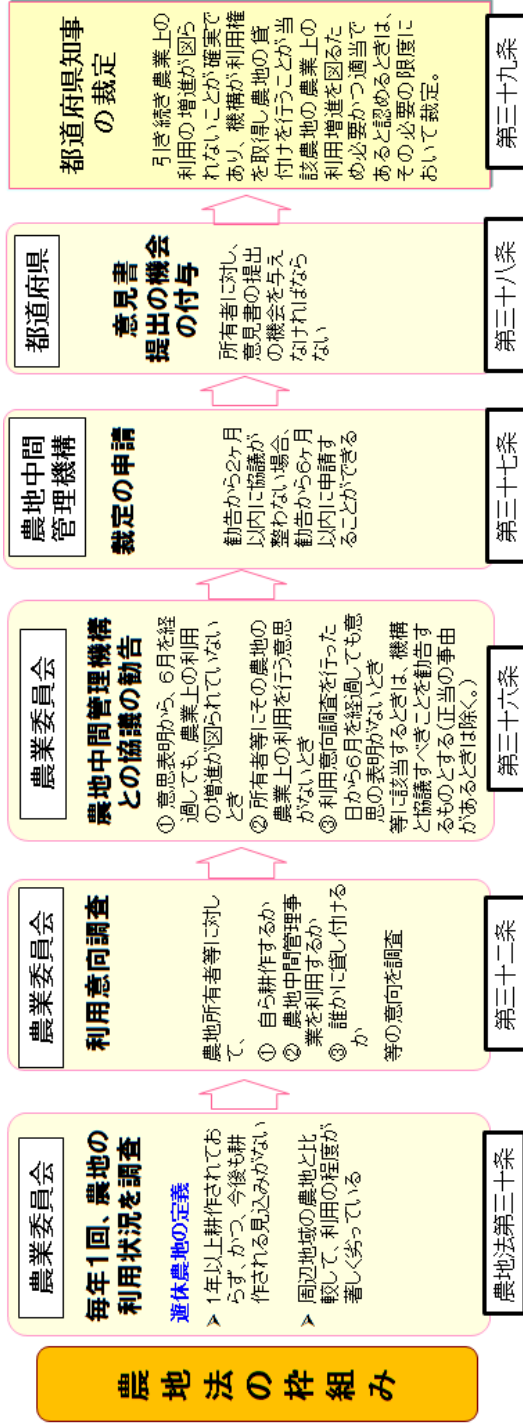 農地法の枠組み
農業委員会
毎年1回、農地の
利用状況を調査
遊休農地の定義
➤ 1年以上耕作されてお
らず、かつ、今後も耕
作される見込みがない
➤ 周辺地域の農地と比
較して、利用の程度が
著しく劣っている
農地法第三十条
農業委員会
利用意向調査
農地所有者等に対し
て、
① 自ら耕作するか
② 農地中間管理事
業を利用するか
③ 誰かに貸し付ける
か
等の意向を調査
第三十二条
農業委員会
農地中間管理機構
との協議の勧告
① 意思表明から、6月を経
過しても、農業上の利用
の増進が図られていない
とき
② 所有者等にその農地の
農業上の利用を行う意思
がないとき
③ 利用意向調査を行った
日から6月を経過しても意
思の表明がないとき
等に該当するときは、機構
と協議すべきことを勧告す
るものとする(正当の事由
があるときは除く。)
第三十六条
農地中間
管理機構
裁定の申請
勧告から2ヶ月
以内に協議が
整わない場合、
勧告から6ヶ月
以内に申請す
ることができる
第三十七条
都道府県
意見書
提出の機会
の付与
所有者に対し、
意見書の提出
の機会を与え
なければなら
ない
第三十八条
都道府県知事
の裁定
引き続き農業上の
利用の増進が図ら
れないことが確実で
あり、機構が利用権
を取得し農地の貸
付けを行うことが当
該農地の農業上の
利用増進を図るた
め必要かつ適当で
あると認めるときは、
その必要の限度に
おいて裁定。
第三十九条